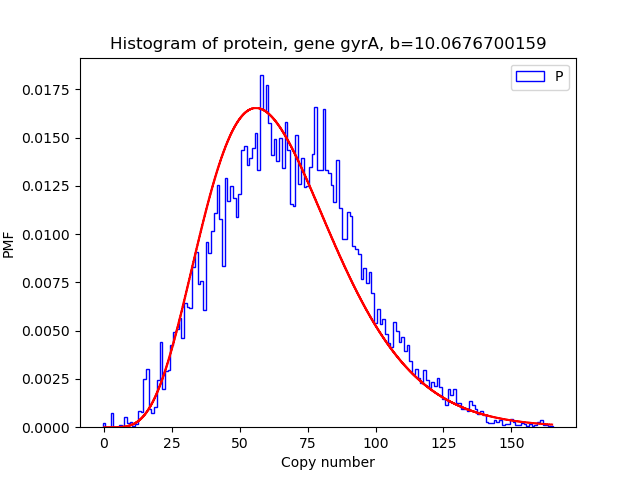 Histogram of protein, gene gyrA, b=10.0676700159
P
0.0175
0.0150
0.0125
0.0100
0.0075
0.0050
0.0025
0.0000
PMF
0 25 50 75 100 125 150
Copy number